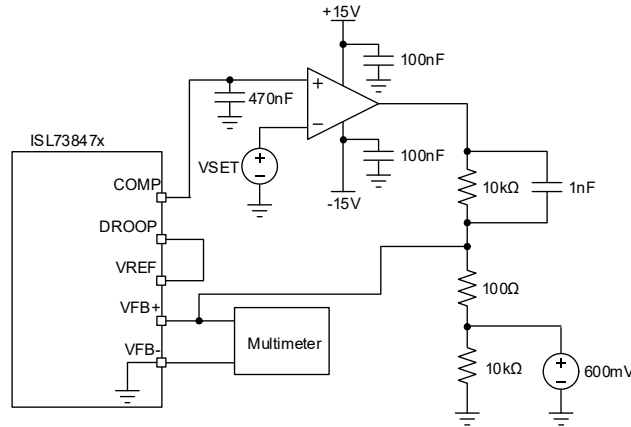 +15V
100nF
+
470nF
−
ISL73847x
VSET
+
−
100nF
COMP
10kΩ
1nF
-15V
DROOP
VREF
100Ω
VFB+
Multimeter
VFB-
10kΩ
+
−
600mV